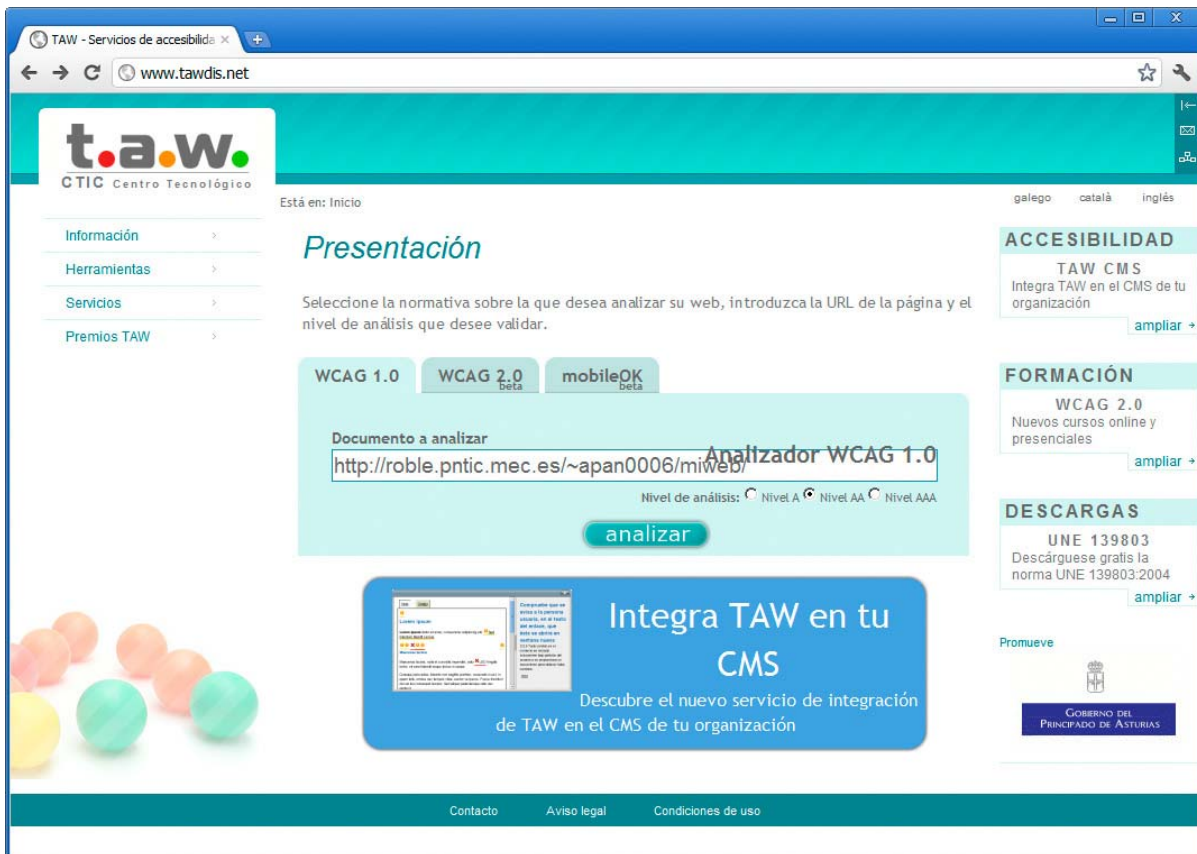 TAW - Servicios de accesibilida
www.tawdis.net
t.a.w.
CTIC Centro Tecnológico
Está en: Inicio
galego català inglés
Información
Herramientas
Servicios
Premios TAW
Presentación
Seleccione la normativa sobre la que desea analizar su web, introduzca la URL de la página y el
nivel de análisis que desee validar.
WCAG 1.0
WCAG 2.0
beta
mobileOK
beta
Analizador WCAG 1.0
Documento a analizar
http://roble.pntic.mec.es/~apan0006/miweb/
Nivel de análisis: Nivel A Nivel AA Nivel AAA
analizar
Integra TAW en tu
CMS
Descubre el nuevo servicio de integración
de TAW en el CMS de tu organización
ACCESIBILIDAD
TAW CMS
Integra TAW en el CMS de tu
organización
ampliar
FORMACIÓN
WCAG 2.0
Nuevos cursos online y
presenciales
ampliar
DESCARGAS
UNE 139803
Descárguese gratis la
norma UNE 139803:2004
ampliar
Promueve
GOBIERNO DEL
PRINCIPADO DE ASTURIAS
Contacto Aviso legal Condiciones de uso